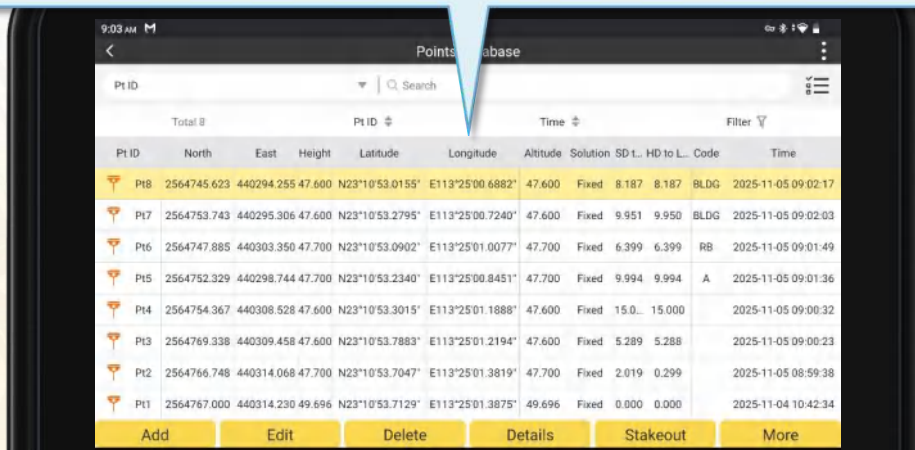 9:03 AM M
Points abase
Pt ID Search
Total 8 Pt ID Time Filter
Pt ID North East Height Latitude Longitude Altitude Solution SD t... HD to L... Code Time
Pt8 2564745.623 440294.255 47.600 N23°10'53.0155" E113°25'00.6882" 47.600 Fixed 8.187 8.187 BLDG 2025-11-05 09:02:17
Pt7 2564753.743 440295.306 47.600 N23°10'53.2795" E113°25'00.7240" 47.600 Fixed 9.951 9.950 BLDG 2025-11-05 09:02:03
Pt6 2564747.885 440303.350 47.700 N23°10'53.0902" E113°25'01.0077" 47.700 Fixed 6.399 6.399 RB 2025-11-05 09:01:49
Pt5 2564752.329 440298.744 47.700 N23°10'53.2340" E113°25'00.8451" 47.700 Fixed 9.994 9.994 A 2025-11-05 09:01:36
Pt4 2564754.367 440308.528 47.600 N23°10'53.3015" E113°25'01.1888" 47.600 Fixed 15.0... 15.000 2025-11-05 09:00:32
Pt3 2564769.338 440309.458 47.600 N23°10'53.7883" E113°25'01.2194" 47.600 Fixed 5.289 5.288 2025-11-05 09:00:23
Pt2 2564766.748 440314.068 47.700 N23°10'53.7047" E113°25'01.3819" 47.700 Fixed 2.019 0.299 2025-11-05 08:59:38
Pt1 2564767.000 440314.230 49.696 N23°10'53.7129" E113°25'01.3875" 49.696 Fixed 0.000 0.000 2025-11-04 10:42:34
Add Edit Delete Details Stakeout More